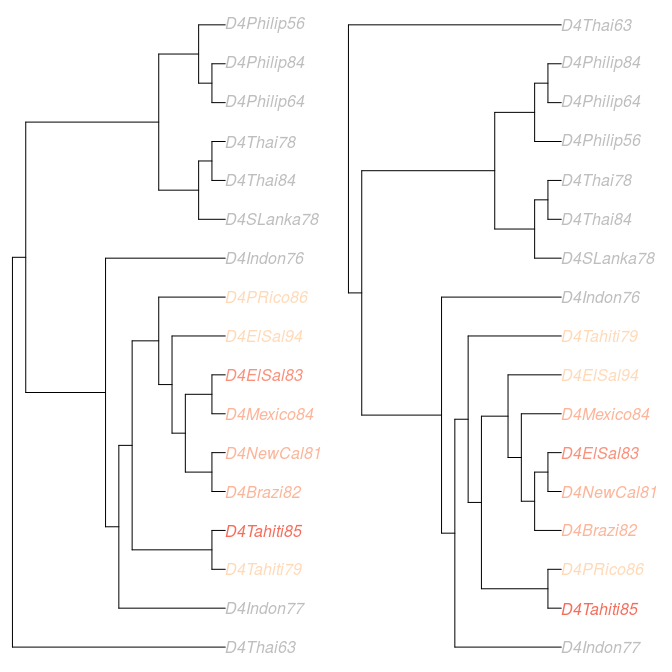 D4Philip56
D4Philip84
D4Philip64
D4Thai78
D4Thai84
D4SLanka78
D4Indon76
D4PRico86
D4ElSal94
D4ElSal83
D4Mexico84
D4NewCal81
D4Brazi82
D4Tahiti85
D4Tahiti79
D4Indon77
D4Thai63
D4Thai63
D4Philip84
D4Philip64
D4Philip56
D4Thai78
D4Thai84
D4SLanka78
D4Indon76
D4Tahiti79
D4ElSal94
D4Mexico84
D4ElSal83
D4NewCal81
D4Brazi82
D4PRico86
D4Tahiti85
D4Indon77